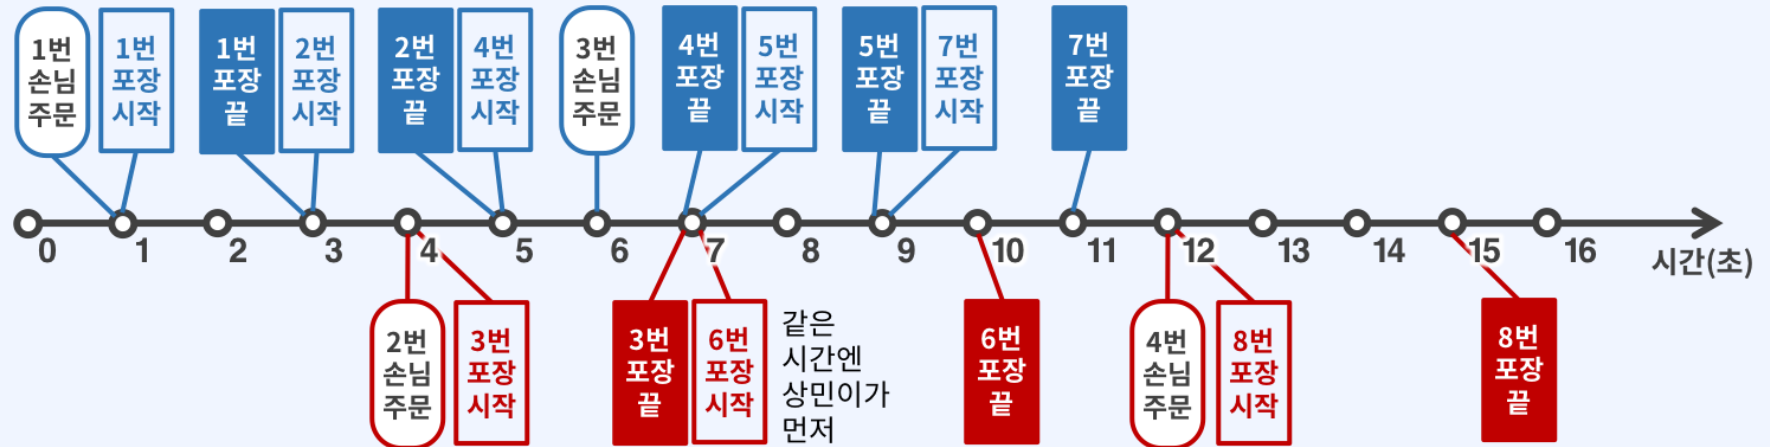 1번
손님
주문
1번
포장
시작
1번
포장
끝
2번
포장
시작
2번
포장
끝
4번
포장
시작
3번
손님
주문
4번
포장
끝
5번
포장
시작
5번
포장
끝
7번
포장
시작
7번
포장
끝
0 1 2 3 4 5 6 7 8 9 10 11 12 13 14 15 16
시간(초)
2번
손님
주문
3번
포장
시작
3번
포장
끝
6번
포장
시작
같은
시간엔
상민이가
먼저
6번
포장
끝
4번
손님
주문
8번
포장
시작
8번
포장
끝